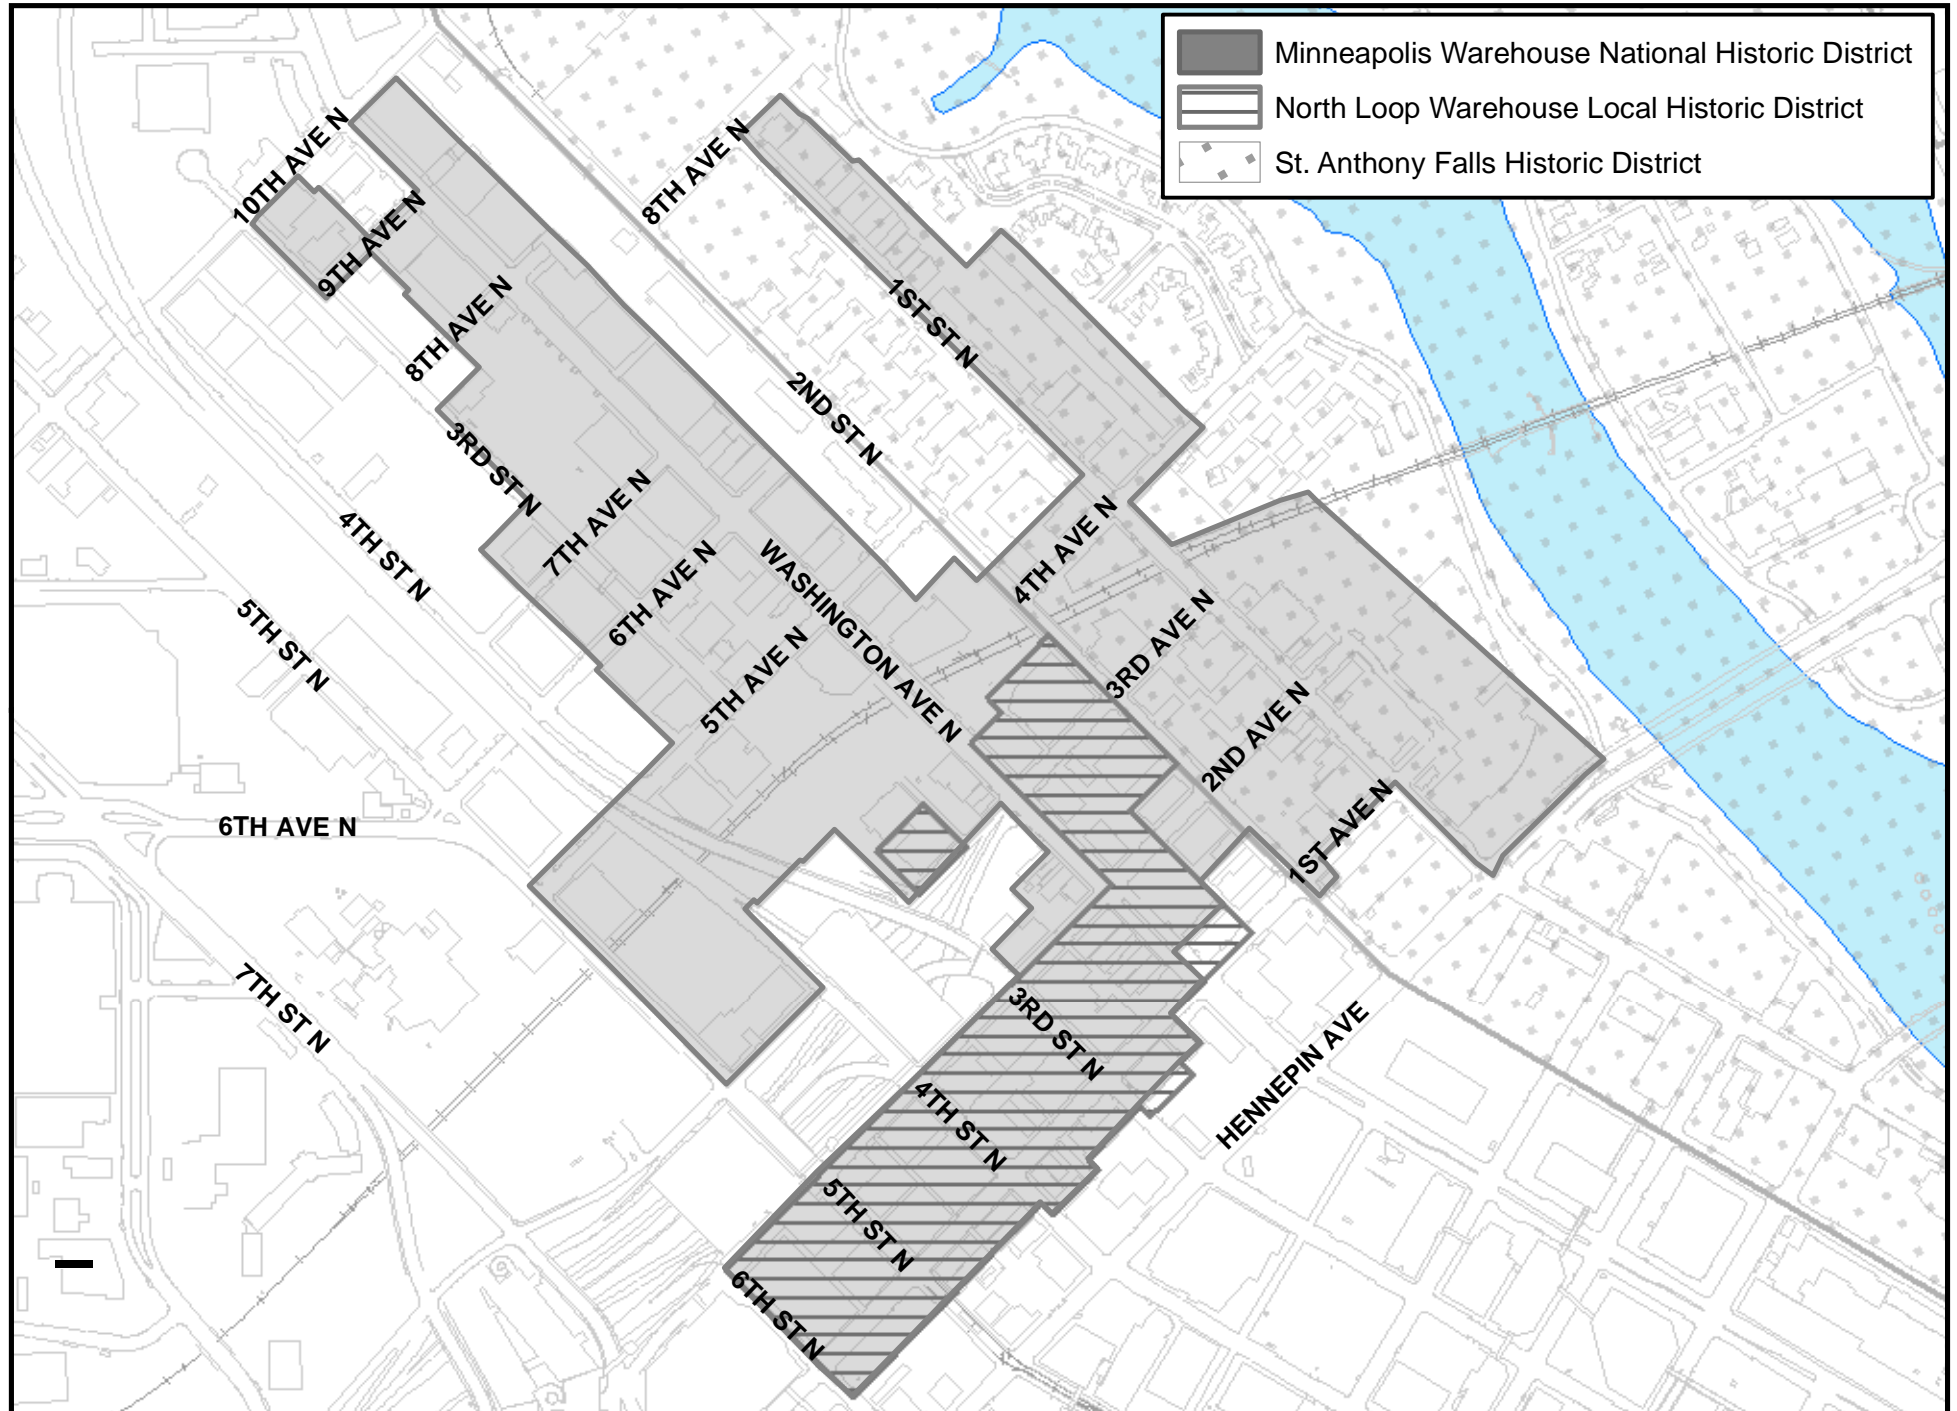 Minneapolis Warehouse National Historic District
North Loop Warehouse Local Historic District
St. Anthony Falls Historic District
10TH AVE N
8TH AVE N
9TH AVE N
8TH AVE N
1ST ST N
2ND ST N
3RD ST N
7TH AVE N
4TH ST N
4TH AVE N
6TH AVE N
WASHINGTON AVE N
5TH ST N
3RD AVE N
5TH AVE N
2ND AVE N
6TH AVE N
1ST AVE N
7TH ST N
3RD ST N
HENNEPIN AVE
4TH ST N
5TH ST N
6TH ST N